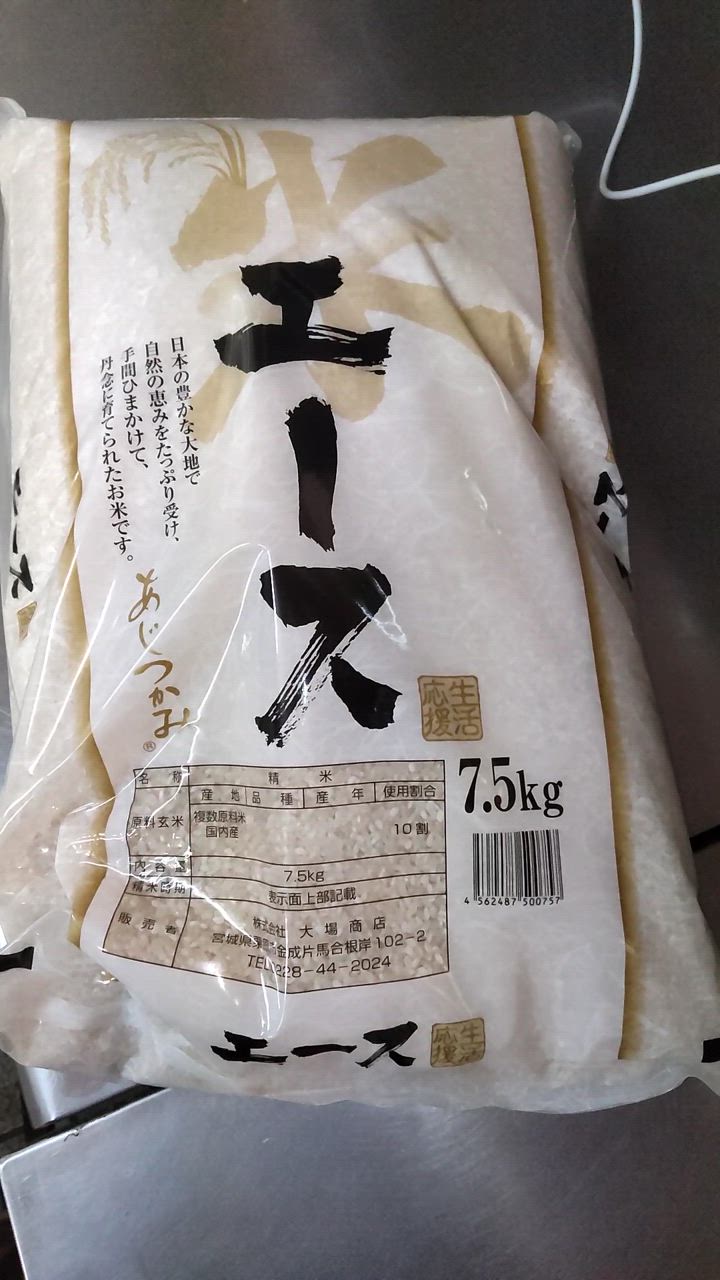 米
エース
日本の豊かな大地で
自然の恵みをたっぷり受け、
手間ひまかけて、
丹念に育てられたお米です。
あじつかみ®
生活
応援
7.5kg
名 称 精 米
原料玄米 産 地 品 種 産 年 使用割合
複数原料米
国内産 10割
内容量 7.5kg
精米時期 表示面上部記載
販 売 者 株式会社 大場商店
宮城県 金成片馬合根岸102-2
TEL 228-44-2024
4 562487 500757
エース
生活
応援